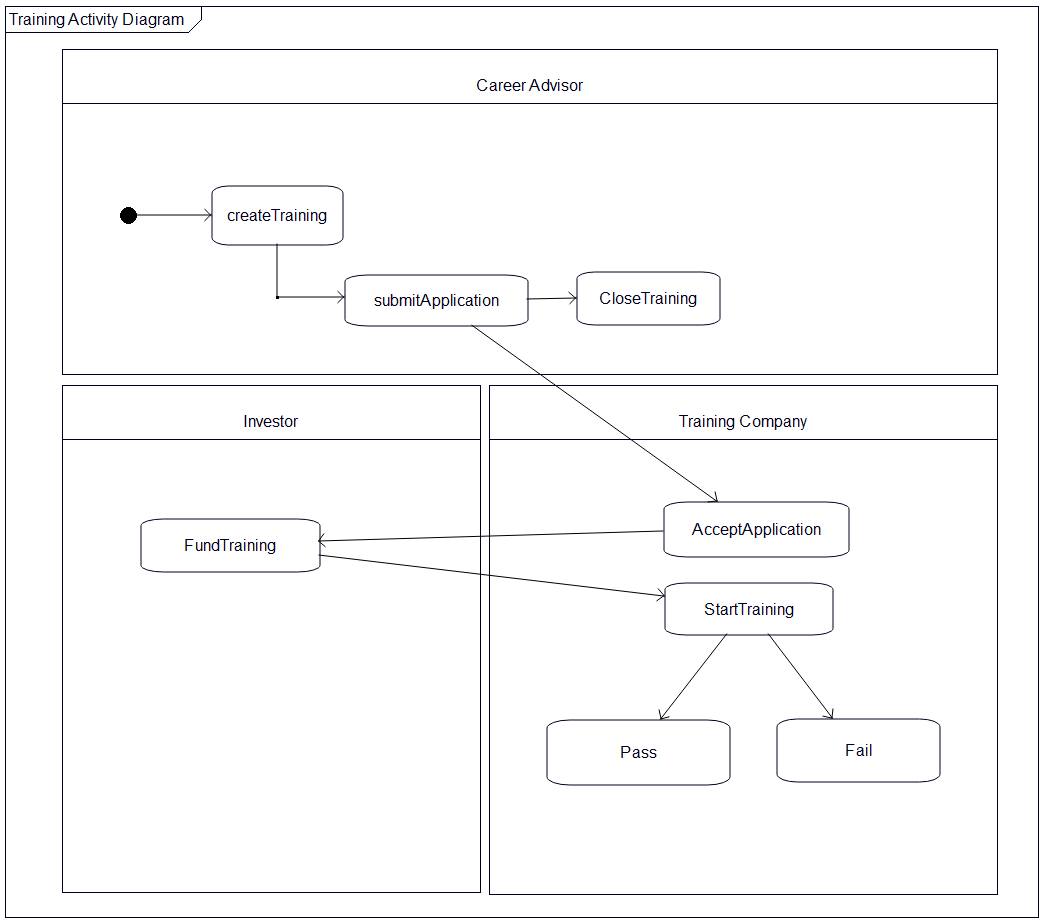 Training Activity Diagram
Career Advisor
createTraining
submitApplication
CloseTraining
Investor
Training Company
AcceptApplication
FundTraining
StartTraining
Pass
Fail